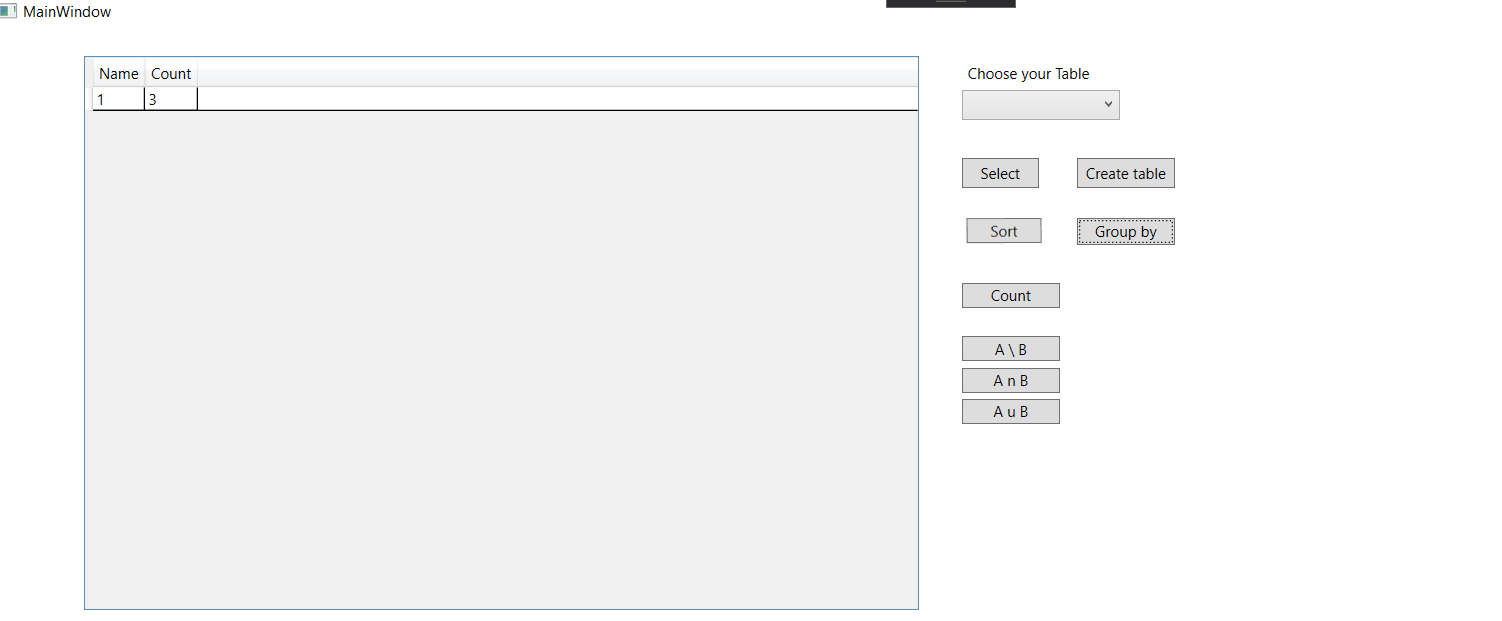 MainWindow
Name Count
1 3
Choose your Table
Select Create table
Sort Group by
Count
A \ B
A n B
A u B